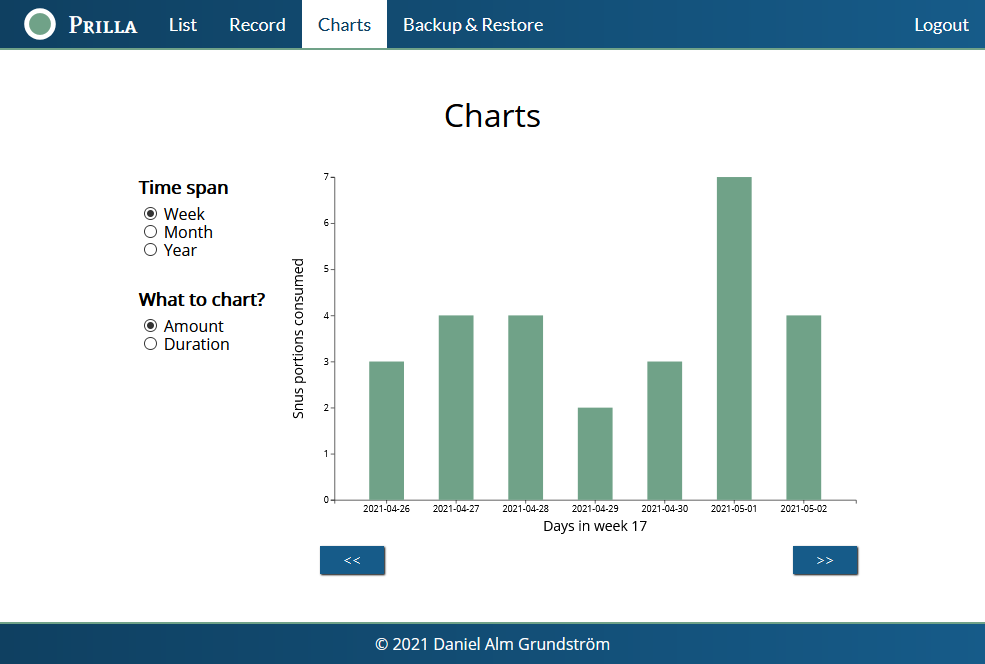 PRILLA List Record Charts Backup & Restore Logout
Charts
Time span
Week
Month
Year
What to chart?
Amount
Duration
Snus portions consumed
7
6
5
4
3
2
1
0
2021-04-26 2021-04-27 2021-04-28 2021-04-29 2021-04-30 2021-05-01 2021-05-02
Days in week 17
<< >>
© 2021 Daniel Alm Grundström